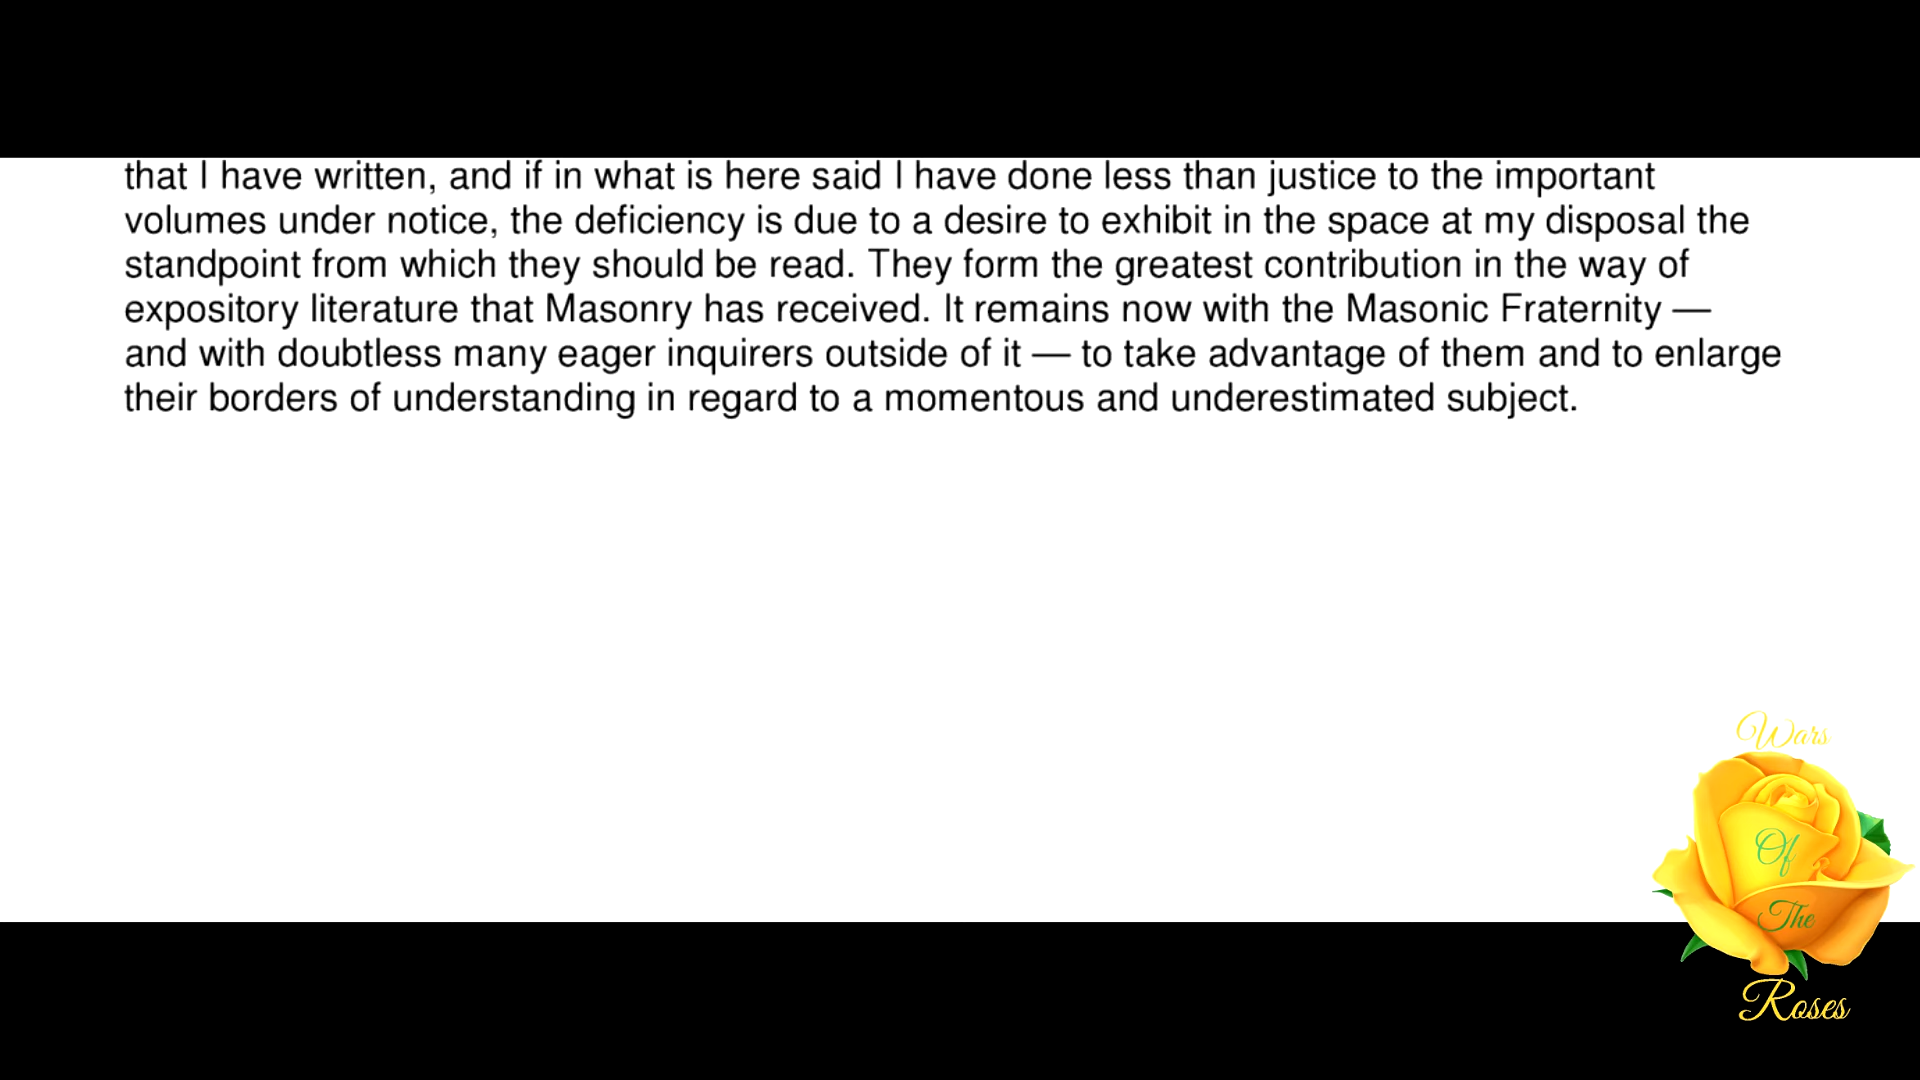 that I have written, and if in what is here said I have done less than justice to the important
volumes under notice, the deficiency is due to a desire to exhibit in the space at my disposal the
standpoint from which they should be read. They form the greatest contribution in the way of
expository literature that Masonry has received. It remains now with the Masonic Fraternity —
and with doubtless many eager inquirers outside of it — to take advantage of them and to enlarge
their borders of understanding in regard to a momentous and underestimated subject.
Wars
Of
The
Roses